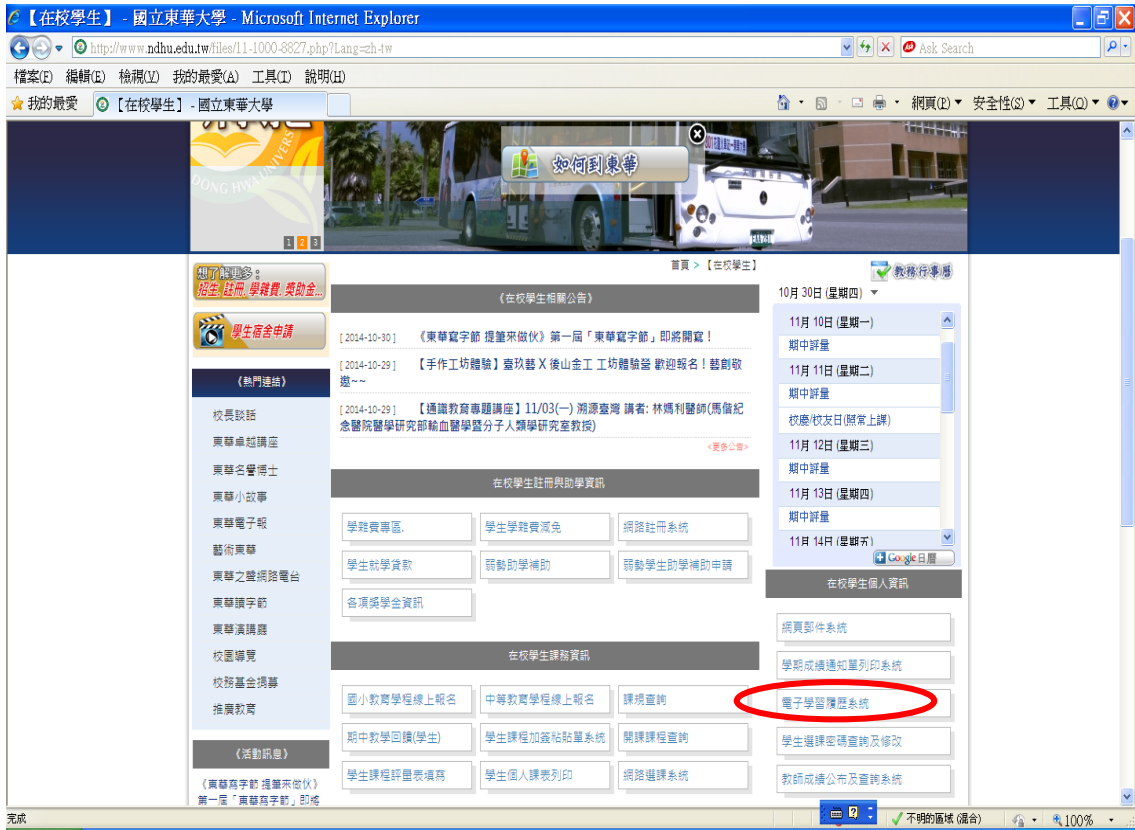 【在校學生】 - 國立東華大學 - Microsoft Internet Explorer
http://www.ndhu.edu.tw/files/11-1000-8827.php?Lang=zh-tw
Ask Search
檔案(F) 編輯(E) 檢視(V) 我的最愛(A) 工具(T) 說明(H)
我的最愛
【在校學生】 - 國立東華大學
網頁(P) 安全性(S) 工具(O)
DONG HWA UNIVERS
如何到東華
1 2 3
想了解更多：
招生. 註冊. 學雜費. 獎助金...
學生宿舍申請
《熱門連結》
校長談話
東華卓越講座
東華名譽博士
東華小故事
東華電子報
藝術東華
東華之聲網路電台
東華讀字節
東華演講廳
校園導覽
校務基金捐募
推廣教育
《活動訊息》
《東華寫字節 提筆來做伙》
第一屆「東華寫字節」即將
首頁 > 【在校學生】
《在校學生相關公告》
[ 2014-10-30 ] 《東華寫字節 提筆來做伙》第一屆「東華寫字節」即將開寫！
[ 2014-10-29 ] 【手作工坊體驗】臺玖藝 X 後山金工 工坊體驗營 歡迎報名！藝創敬
邀~~
[ 2014-10-29 ] 【通識教育專題講座】11/03(一) 溯源臺灣 講者: 林媽利醫師(馬偕紀
念醫院醫學研究部輸血醫學暨分子人類學研究室教授)
<更多公告>
在校學生註冊與助學資訊
學雜費專區. 學生學雜費減免 網路註冊系統
學生就學貸款 弱勢助學補助 弱勢學生助學補助申請
各項獎學金資訊
在校學生課務資訊
國小教育學程線上報名 中等教育學程線上報名 課規查詢
期中教學回饋(學生) 學生課程加簽粘貼單系統 開課課程查詢
學生課程評量表填寫 學生個人課表列印 網路選課系統
教務行事曆
10月 30日 (星期四)
11月 10日 (星期一)
期中評量
11月 11日 (星期二)
期中評量
校慶/校友日(照常上課)
11月 12日 (星期三)
期中評量
11月 13日 (星期四)
期中評量
11月 14日 (星期五)
Google 日曆
在校學生個人資訊
網頁郵件系統
學期成績通知單列印系統
電子學習履歷系統
學生選課密碼查詢及修改
教師成績公布及查詢系統
完成
不明的區域 (混合)
100%